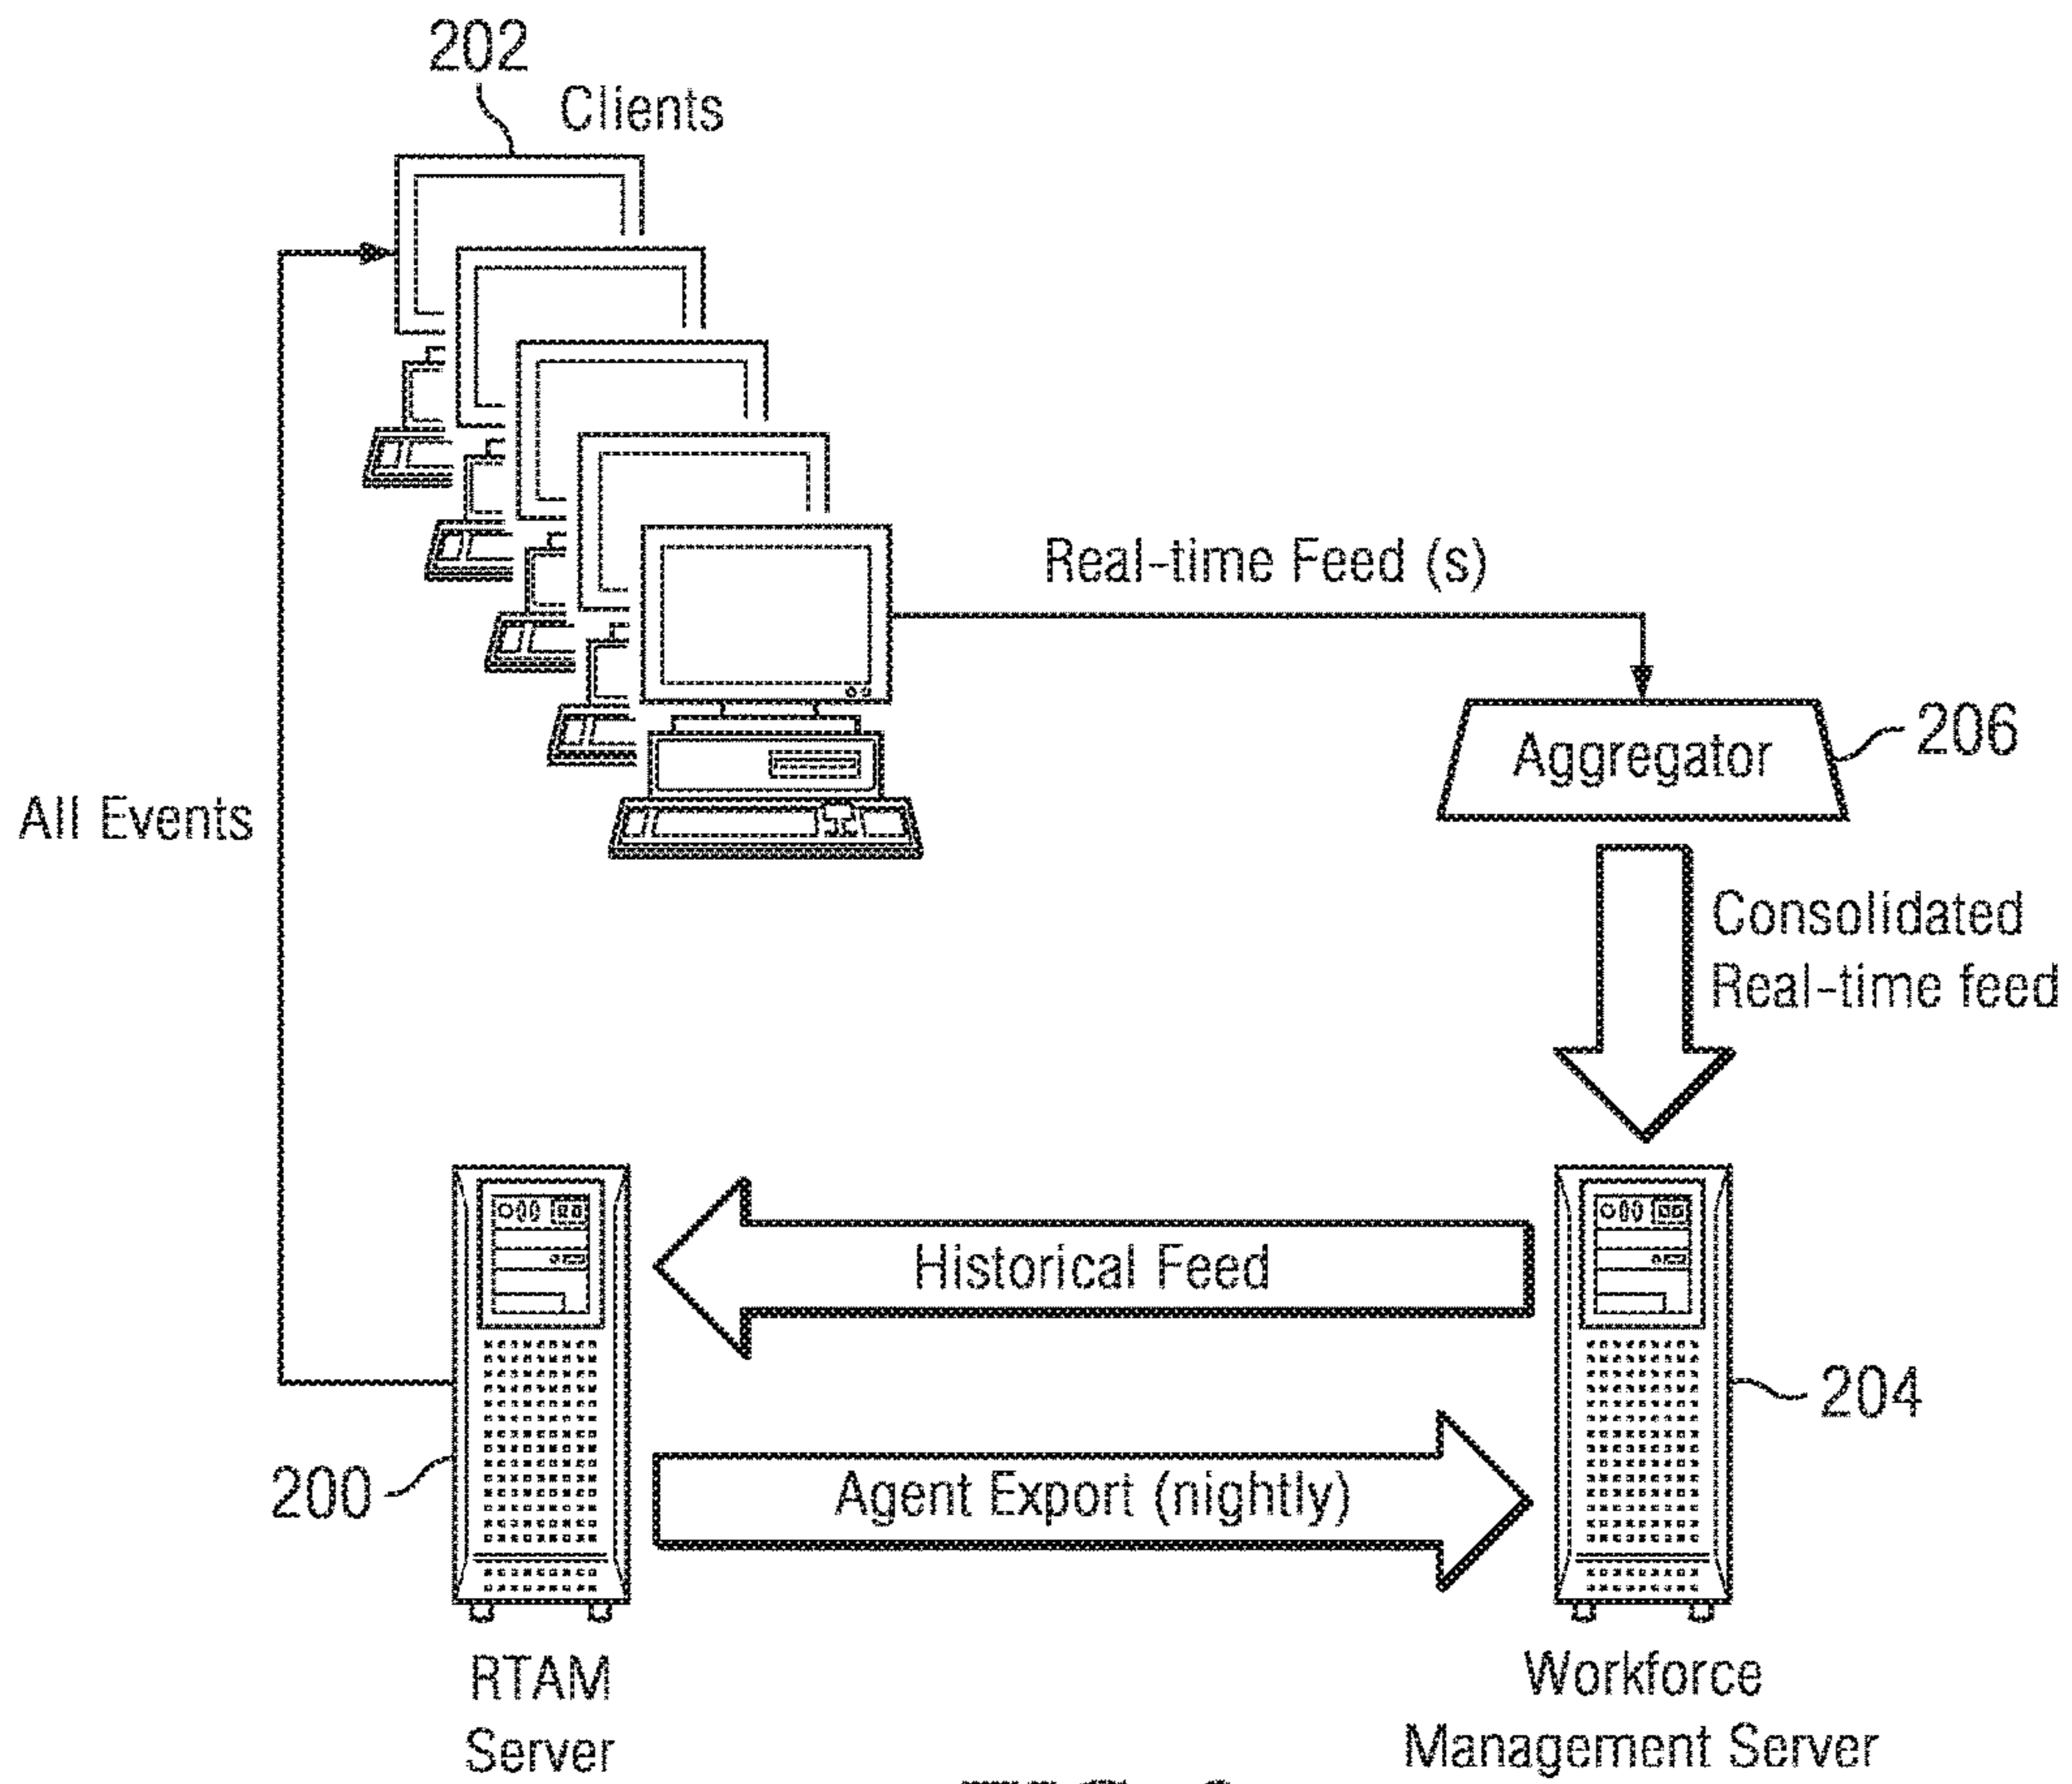 202
Clients
Real-time Feed (s)
Aggregator
206
All Events
Consolidated
Real-time feed
Historical Feed
204
200
Agent Export (nightly)
RTAM
Server
Workforce
Management Server